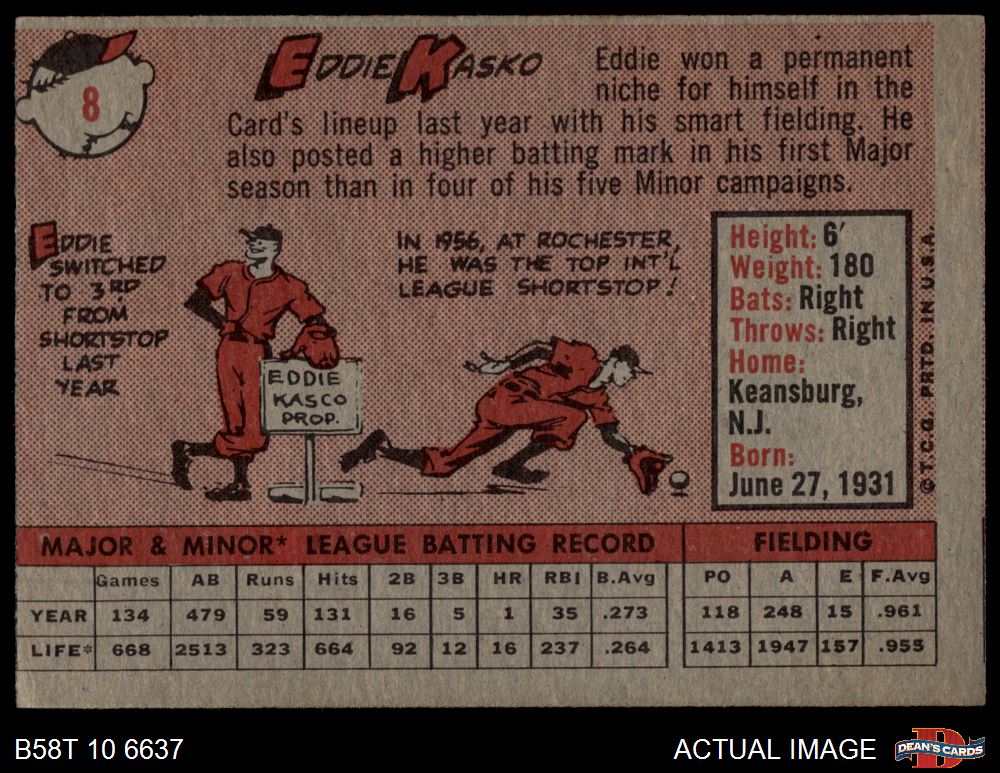 8
EDDIE KASKO
Eddie won a permanent
niche for himself in the
Card's lineup last year with his smart fielding. He
also posted a higher batting mark in his first Major
season than in four of his five Minor campaigns.
EDDIE
SWITCHED
TO 3RD
FROM
SHORTSTOP
LAST
YEAR
EDDIE
KASCO
PROP.
IN 1956, AT ROCHESTER,
HE WAS THE TOP INT'L
LEAGUE SHORTSTOP!
Height: 6'
Weight: 180
Bats: Right
Throws: Right
Home:
Keansburg,
N.J.
Born:
June 27, 1931
© T.C.G. PRTD. IN U.S.A.
MAJOR & MINOR* LEAGUE BATTING RECORD FIELDING
Games AB Runs Hits 2B 3B HR RBI B.Avg PO A E F.Avg
YEAR 134 479 59 131 16 5 1 35 .273 118 248 15 .961
LIFE* 668 2513 323 664 92 12 16 237 .264 1413 1947 157 .955
B58T 10 6637
ACTUAL IMAGE
DEAN'S CARDS